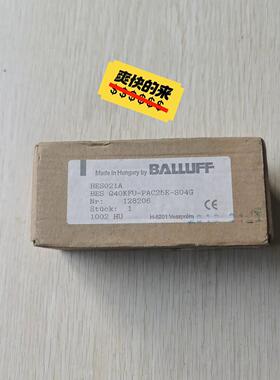 爽快的来
$ $ $ $ $
Made in Hungary by BALLUFF
BES021A
BES Q40KFU-PAC25E-S04G
Nr: 128206
Stück: 1
1002 HU
H-8201 Veszprém
CE